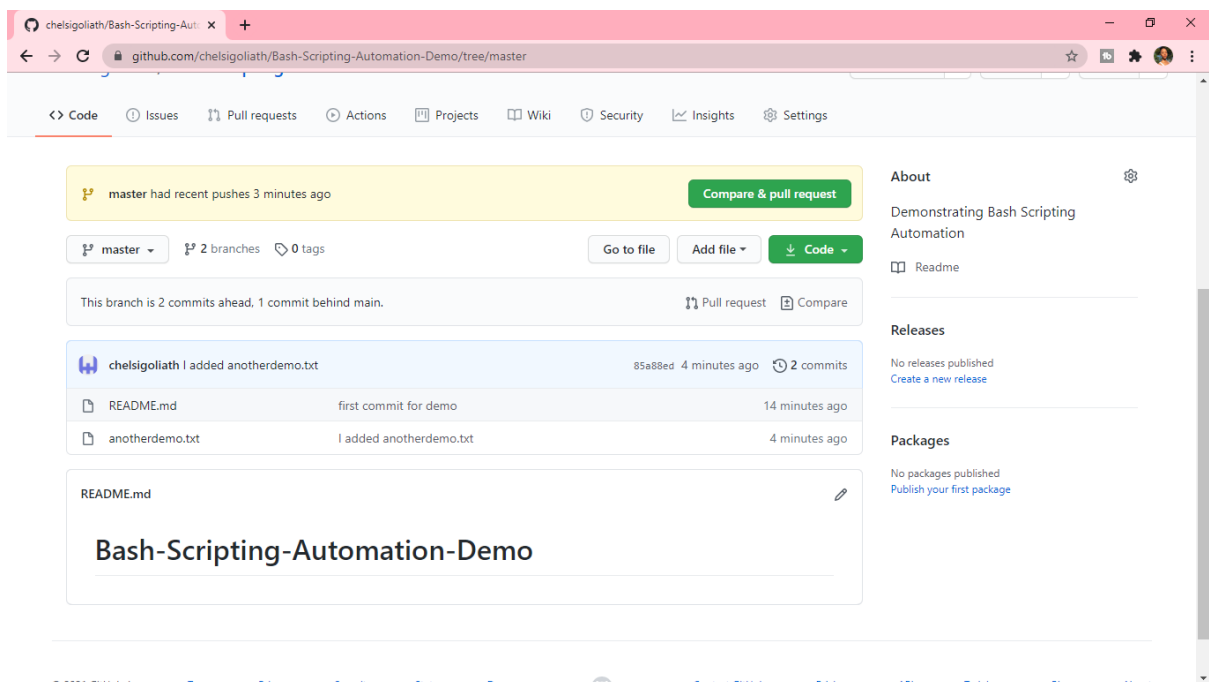 chelsigoliath/Bash-Scripting-Aut
github.com/chelsigoliath/Bash-Scripting-Automation-Demo/tree/master
Code Issues Pull requests Actions Projects Wiki Security Insights Settings
master had recent pushes 3 minutes ago Compare & pull request
master 2 branches 0 tags Go to file Add file Code
This branch is 2 commits ahead, 1 commit behind main. Pull request Compare
chelsigoliath I added anotherdemo.txt 85a88ed 4 minutes ago 2 commits
README.md first commit for demo 14 minutes ago
anotherdemo.txt I added anotherdemo.txt 4 minutes ago
README.md
Bash-Scripting-Automation-Demo
About
Demonstrating Bash Scripting
Automation
Readme
Releases
No releases published
Create a new release
Packages
No packages published
Publish your first package